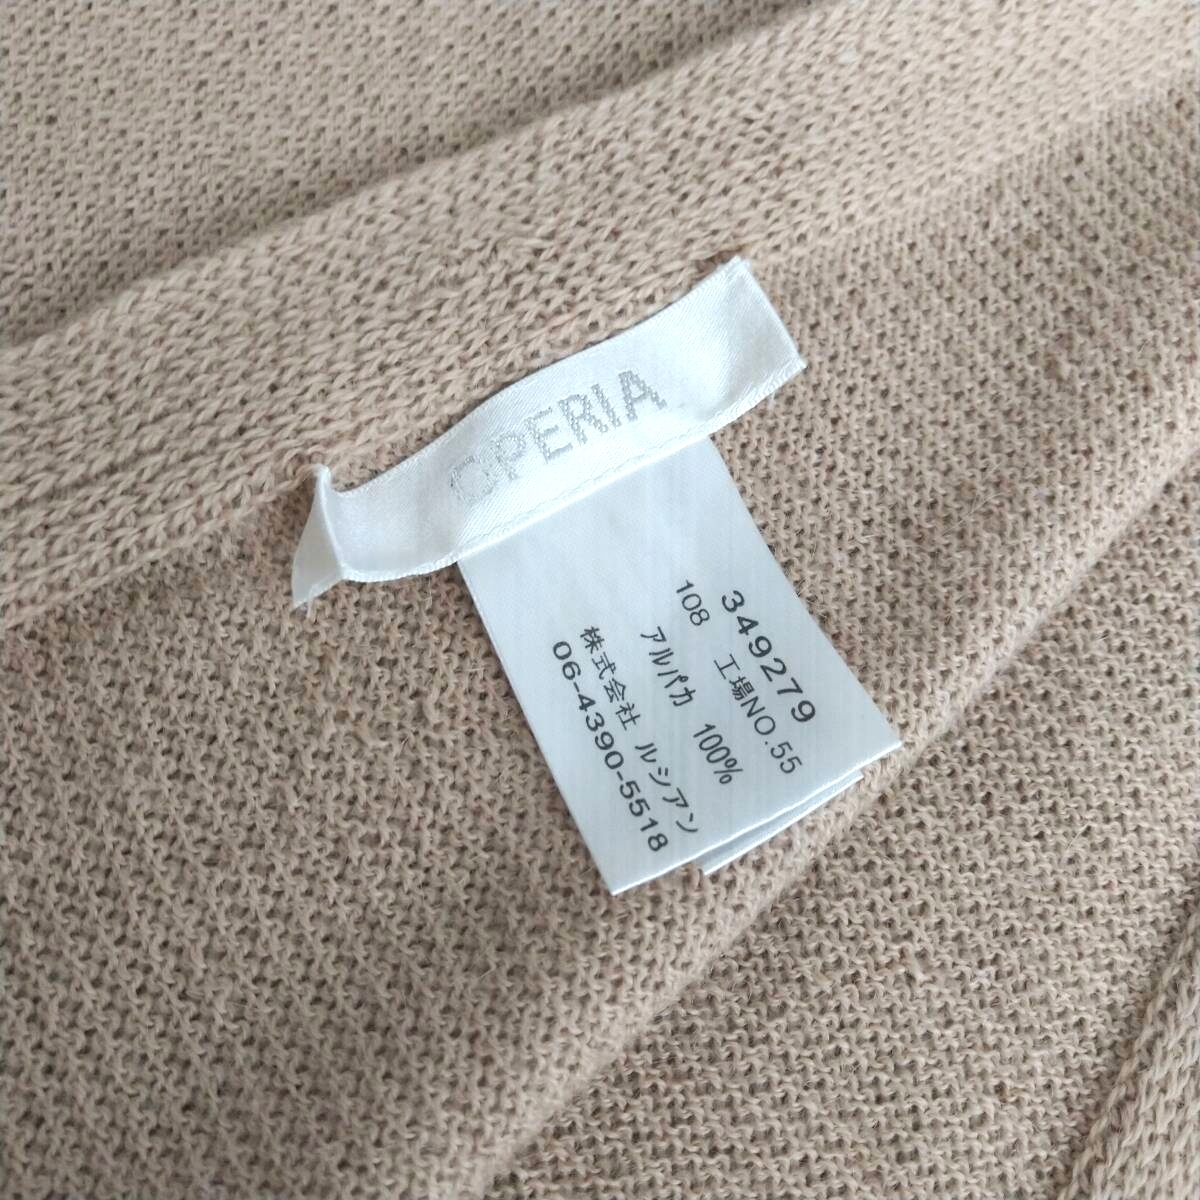 OPERIA
349279
108 工場NO.55
アルパカ 100%
株式会社 ルシアン
06-4390-5518